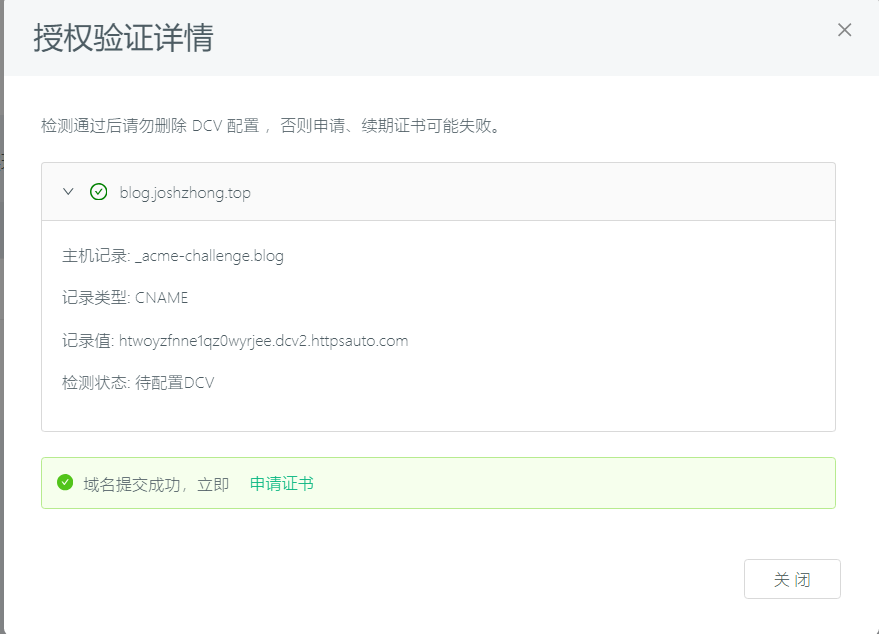 授权验证详情
检测通过后请勿删除 DCV 配置 ，否则申请、续期证书可能失败。
blog.joshzhong.top
主机记录: _acme-challenge.blog
记录类型: CNAME
记录值: htwoyzfnne1qz0wyrjee.dcv2.httpsauto.com
检测状态: 待配置DCV
域名提交成功，立即 申请证书
关 闭